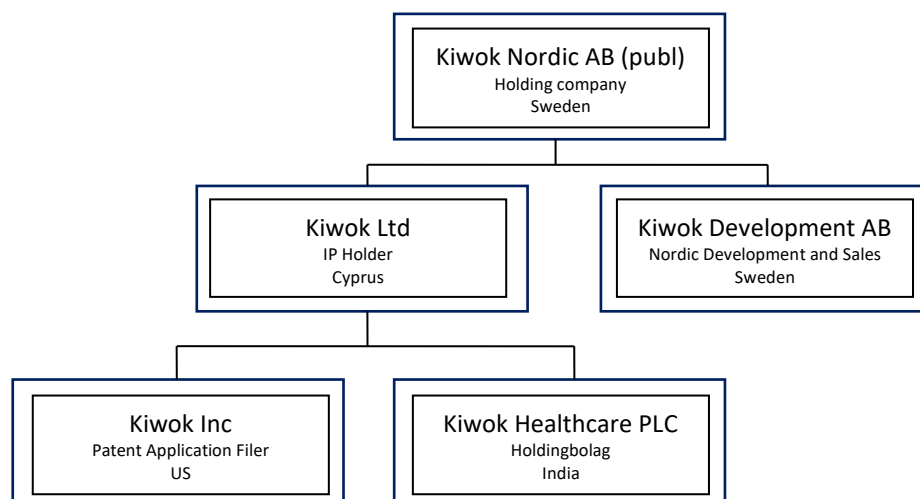 Kiwok Nordic AB (publ)
Holding company
Sweden
Kiwok Ltd
IP Holder
Cyprus
Kiwok Development AB
Nordic Development and Sales
Sweden
Kiwok Inc
Patent Application Filer
US
Kiwok Healthcare PLC
Holdingbolag
India